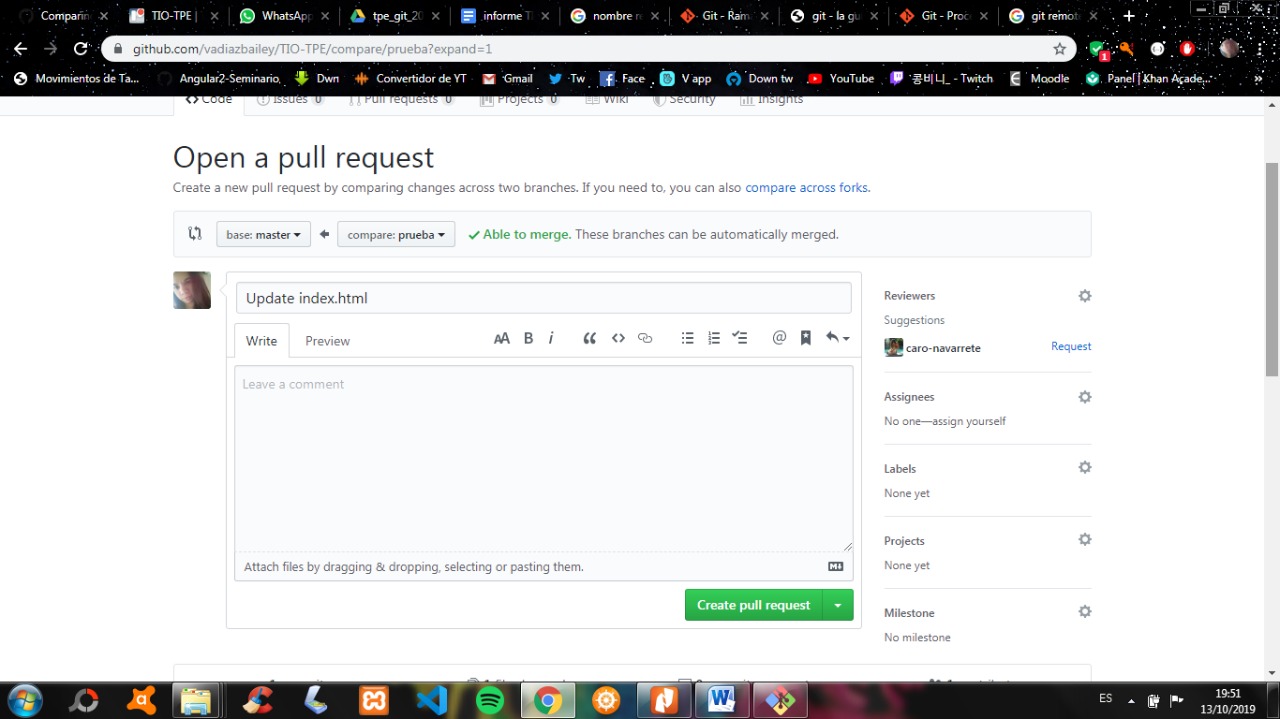 Comparin
TIO-TPE
WhatsApp
tpe_git_20
informe T
nombre r
Git - Ram
git - la gu
Git - Proc
git remot
github.com/vadiazbailey/TIO-TPE/compare/prueba?expand=1
1
Movimientos de Ta...
Angular2-Seminario,
Dwn
Convertidor de YT
Gmail
Tw
Face
V app
Down tw
YouTube
콩비니_ - Twitch
Moodle
Panel | Khan Acade...
»
Code
Issues 0
Pull requests 0
Projects 0
Wiki
Security
Insights
Open a pull request
Create a new pull request by comparing changes across two branches. If you need to, you can also compare across forks.
base: master
compare: prueba
Able to merge. These branches can be automatically merged.
Update index.html
Write
Preview
AA B i
@
Leave a comment
Attach files by dragging & dropping, selecting or pasting them.
Create pull request
Reviewers
Suggestions
caro-navarrete
Request
Assignees
No one—assign yourself
Labels
None yet
Projects
None yet
Milestone
No milestone
ES
19:51
13/10/2019